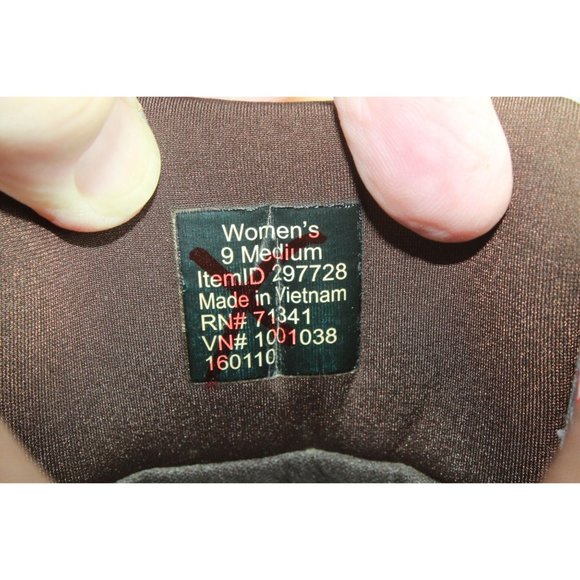 Women's
9 Medium
ItemID 297728
Made in Vietnam
RN# 71341
VN# 1001038
160110